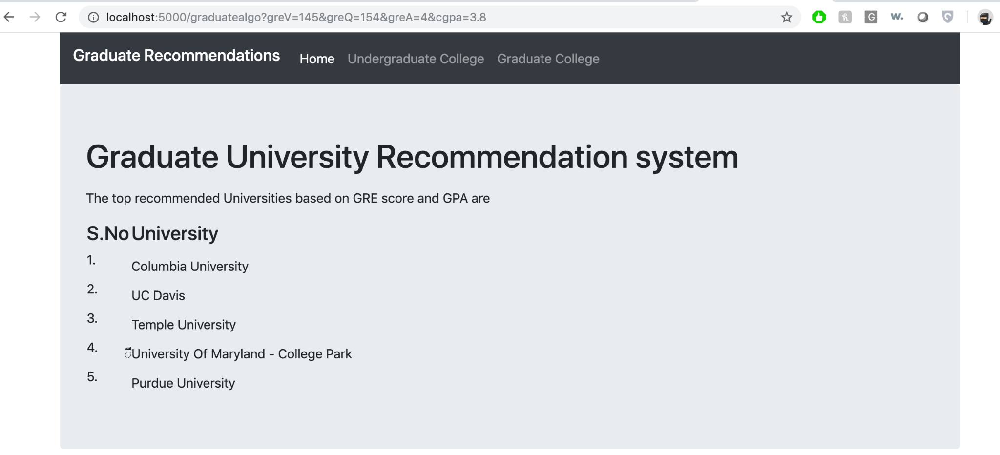 localhost:5000/graduatealgo?greV=145&greQ=154&greA=4&cgpa=3.8
Graduate Recommendations Home Undergraduate College Graduate College
Graduate University Recommendation system
The top recommended Universities based on GRE score and GPA are
S.No University
1. Columbia University
2. UC Davis
3. Temple University
4. University Of Maryland - College Park
5. Purdue University